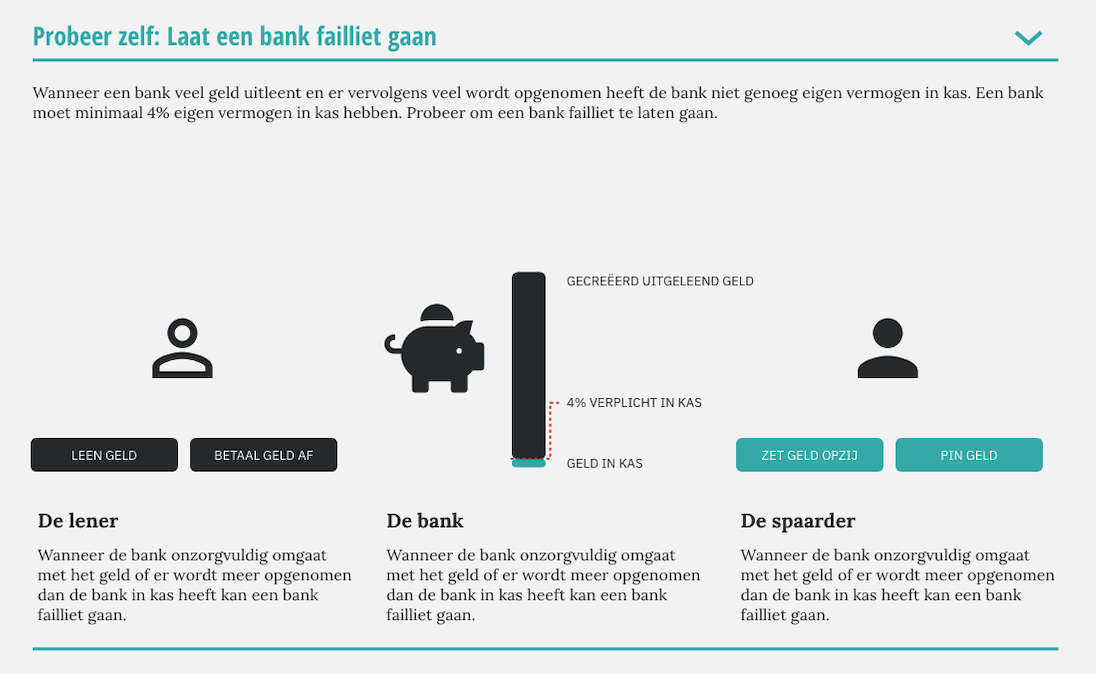 Probeer zelf: Laat een bank failliet gaan
Wanneer een bank veel geld uitleent en er vervolgens veel wordt opgenomen heeft de bank niet genoeg eigen vermogen in kas. Een bank
moet minimaal 4% eigen vermogen in kas hebben. Probeer om een bank failliet te laten gaan.
GECREËERD UITGELEEND GELD
4% VERPLICHT IN KAS
GELD IN KAS
LEEN GELD
BETAAL GELD AF
ZET GELD OPZIJ
PIN GELD
De lener
Wanneer de bank onzorgvuldig omgaat
met het geld of er wordt meer opgenomen
dan de bank in kas heeft kan een bank
failliet gaan.
De bank
Wanneer de bank onzorgvuldig omgaat
met het geld of er wordt meer opgenomen
dan de bank in kas heeft kan een bank
failliet gaan.
De spaarder
Wanneer de bank onzorgvuldig omgaat
met het geld of er wordt meer opgenomen
dan de bank in kas heeft kan een bank
failliet gaan.